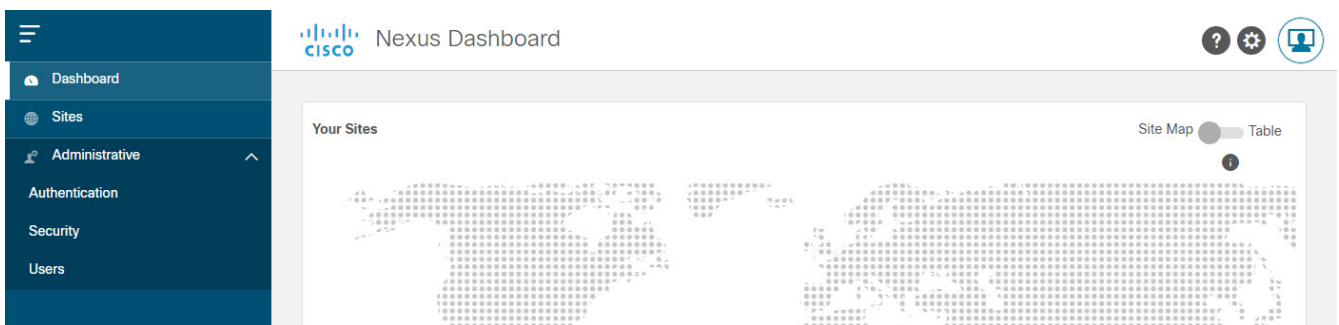 Dashboard
Sites
Administrative
Authentication
Security
Users
CISCO Nexus Dashboard
?
Your Sites
Site Map Table
i